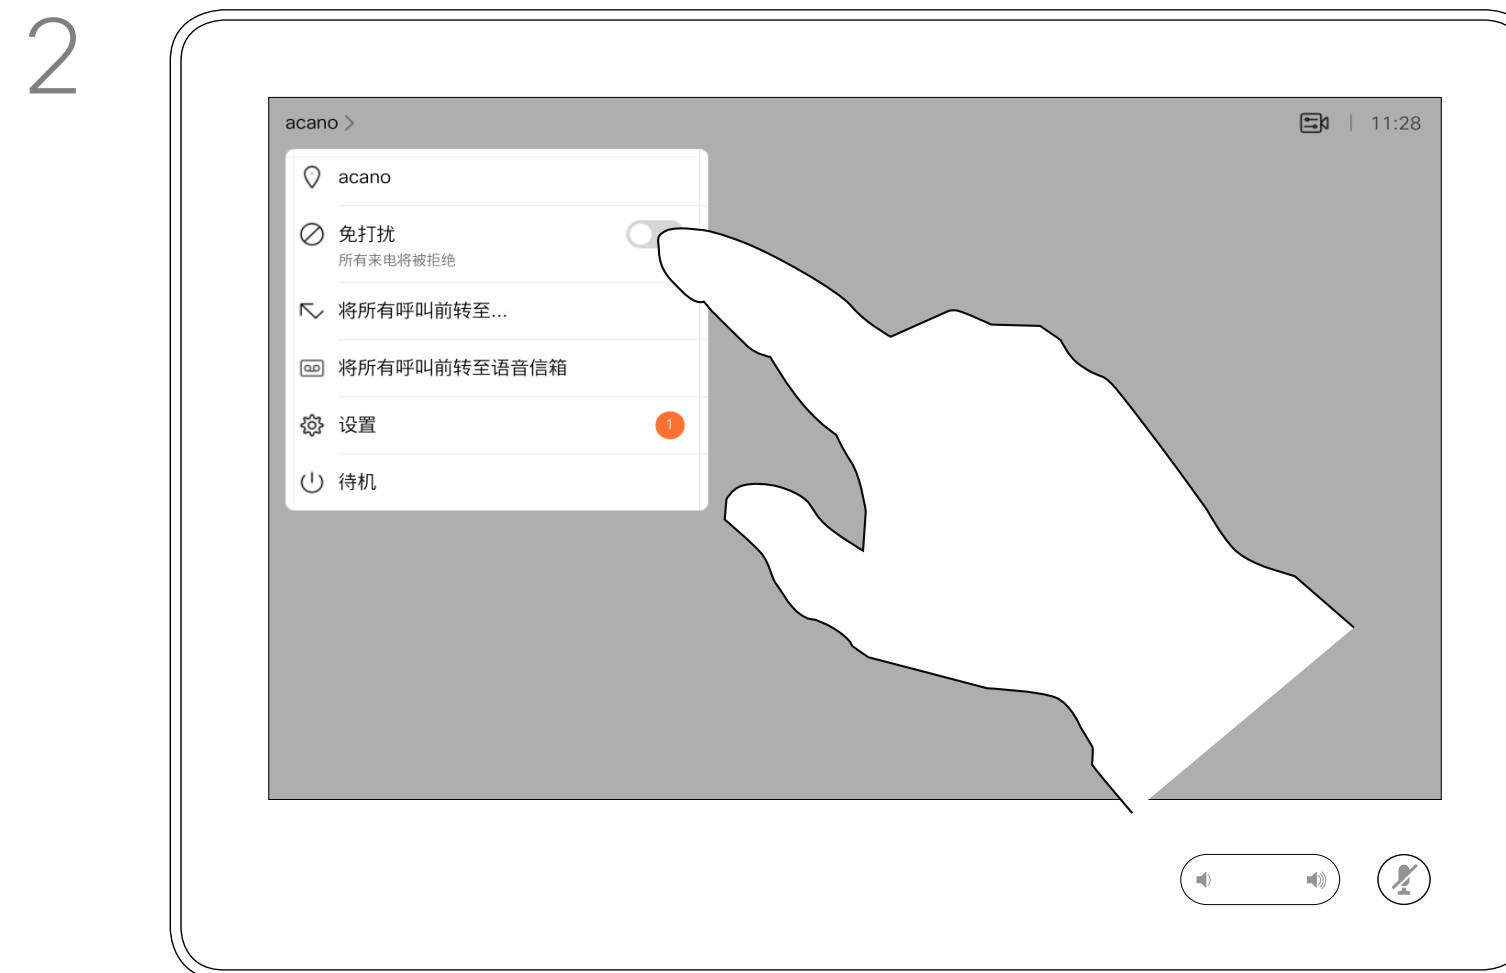 2
acano
11:28
acano
免打扰
所有来电将被拒绝
将所有呼叫前转至...
将所有呼叫前转至语音信箱
设置
1
待机